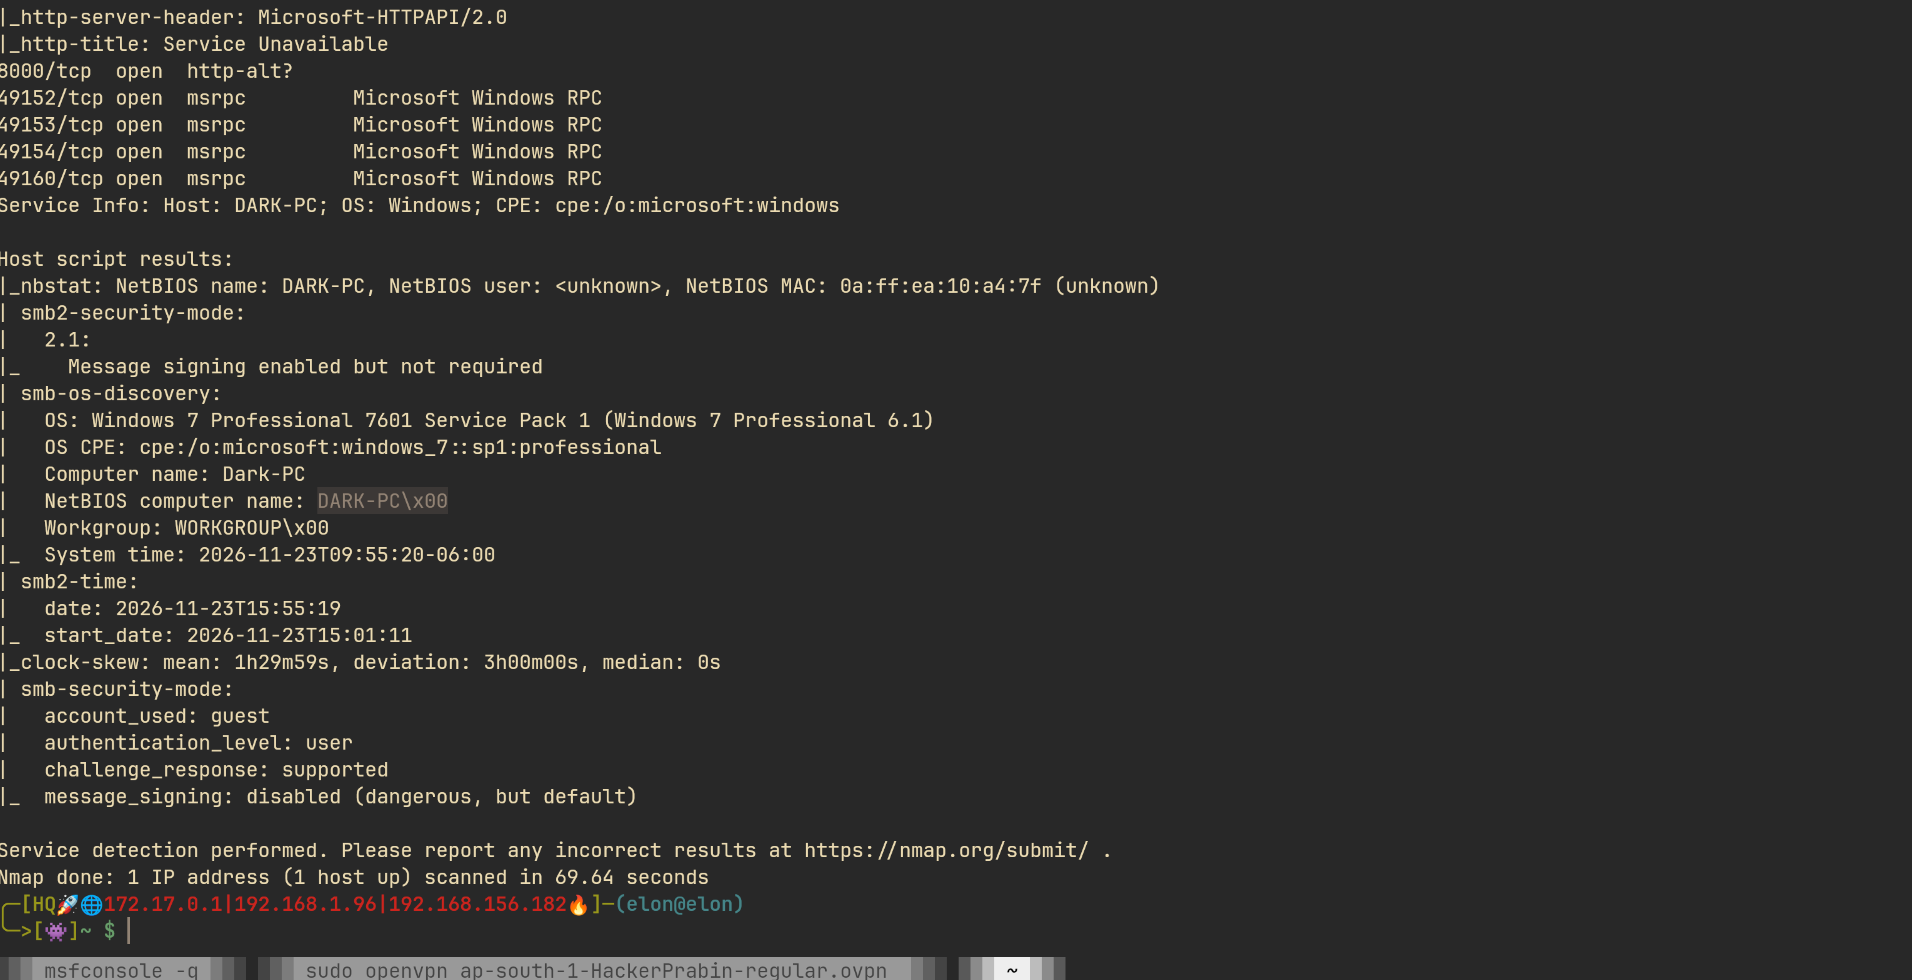 |_http-server-header: Microsoft-HTTPAPI/2.0
|_http-title: Service Unavailable
8000/tcp  open  http-alt?
49152/tcp open  msrpc         Microsoft Windows RPC
49153/tcp open  msrpc         Microsoft Windows RPC
49154/tcp open  msrpc         Microsoft Windows RPC
49160/tcp open  msrpc         Microsoft Windows RPC
Service Info: Host: DARK-PC; OS: Windows; CPE: cpe:/o:microsoft:windows

Host script results:
|_nbstat: NetBIOS name: DARK-PC, NetBIOS user: <unknown>, NetBIOS MAC: 0a:ff:ea:10:a4:7f (unknown)
| smb2-security-mode:
|   2.1:
|_    Message signing enabled but not required
| smb-os-discovery:
|   OS: Windows 7 Professional 7601 Service Pack 1 (Windows 7 Professional 6.1)
|   OS CPE: cpe:/o:microsoft:windows_7::sp1:professional
|   Computer name: Dark-PC
|   NetBIOS computer name: DARK-PC\x00
|   Workgroup: WORKGROUP\x00
|_  System time: 2026-11-23T09:55:20-06:00
| smb2-time:
|   date: 2026-11-23T15:55:19
|_  start_date: 2026-11-23T15:01:11
|_clock-skew: mean: 1h29m59s, deviation: 3h00m00s, median: 0s
| smb-security-mode:
|   account_used: guest
|   authentication_level: user
|   challenge_response: supported
|_  message_signing: disabled (dangerous, but default)

Service detection performed. Please report any incorrect results at https://nmap.org/submit/ .
Nmap done: 1 IP address (1 host up) scanned in 69.64 seconds
╭─[HQ🚀🌐172.17.0.1|192.168.1.96|192.168.156.182🔥]─(elon@elon)
╰─>[👾]~ $
msfconsole -q  sudo openvpn ap-south-1-HackerPrabin-regular.ovpn  ~